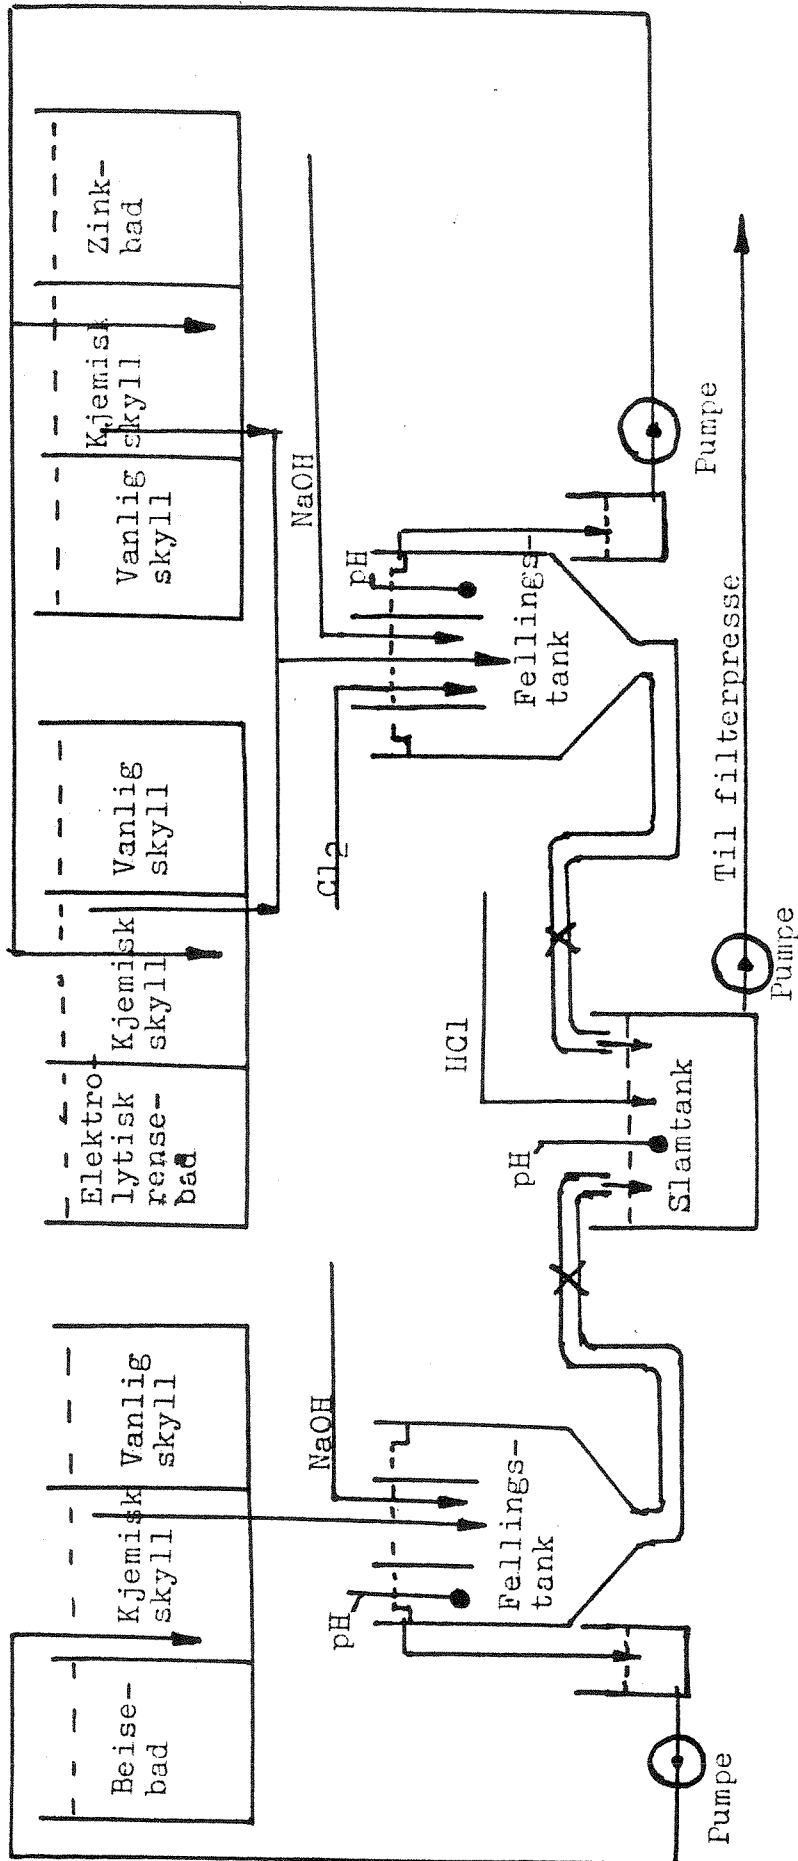 Beise-
bad
Kjemisk
skyll
Vanlig
skyll
Elektro-
lytisk
rense-
bad
Kjemisk
skyll
Vanlig
skyll
Vanlig
skyll
Kjemisk
skyll
Zink-
bad
pH
NaOH
Fellings-
tank
Cl2
NaOH
pH
Fellings-
tank
HCl
pH
Slamtank
Pumpe
Pumpe
Til filterpresse
Pumpe